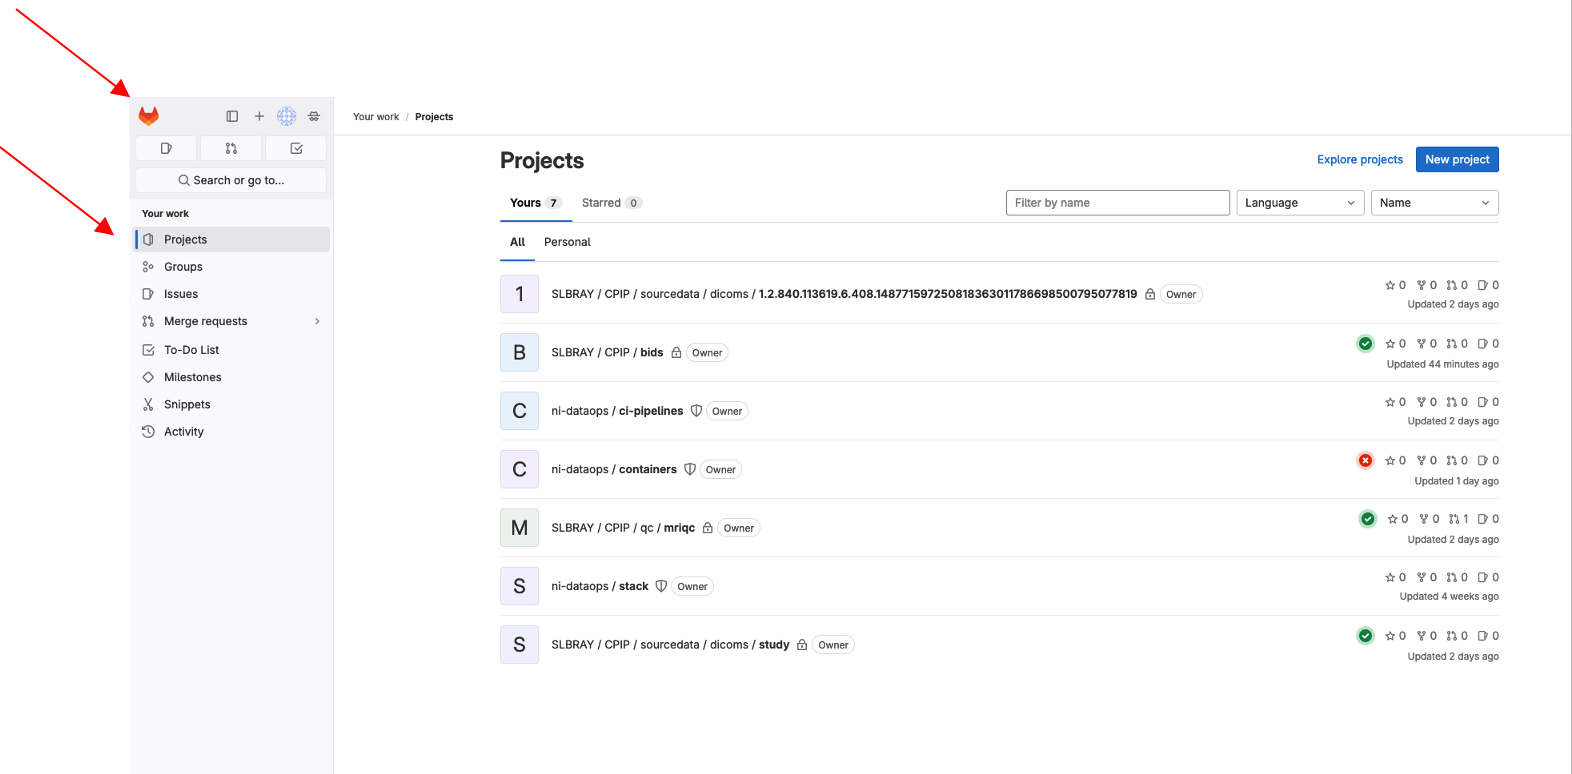 Your work / Projects
Search or go to...
Your work
Projects
Groups
Issues
Merge requests
To-Do List
Milestones
Snippets
Activity
Projects
Explore projects
New project
Yours 7
Starred 0
Filter by name
Language
Name
All
Personal
1 SLBRAY / CPIP / sourcedata / dicoms / 1.2.840.113619.6.408.148771597250818363011786698500795077819 Owner 0 0 0 0
Updated 2 days ago
B SLBRAY / CPIP / bids Owner 0 0 0 0
Updated 44 minutes ago
C ni-dataops / ci-pipelines Owner 0 0 0 0
Updated 2 days ago
C ni-dataops / containers Owner 0 0 0 0
Updated 1 day ago
M SLBRAY / CPIP / qc / mriqc Owner 0 0 1 0
Updated 2 days ago
S ni-dataops / stack Owner 0 0 0 0
Updated 4 weeks ago
S SLBRAY / CPIP / sourcedata / dicoms / study Owner 0 0 0 0
Updated 2 days ago